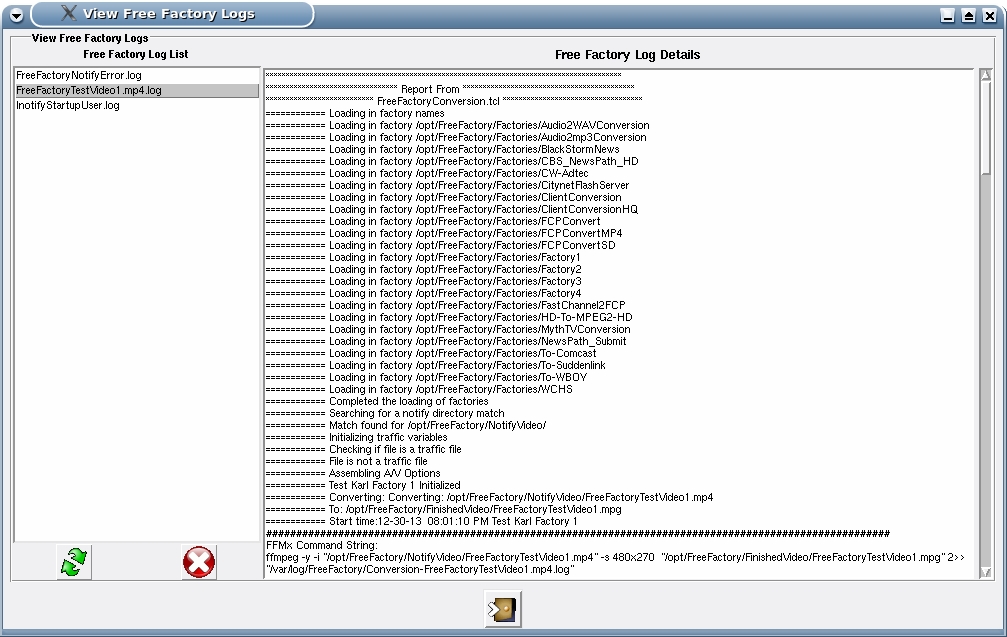 View Free Factory Logs
View Free Factory Logs
Free Factory Log List
FreeFactoryNotifyError.log
FreeFactoryTestVideo1.mp4.log
InotifyStartupUser.log
Free Factory Log Details
******************************************************************************************
********************************* Report From *******************************************
*************************** FreeFactoryConversion.tcl ***********************************
============ Loading in factory names
============ Loading in factory /opt/FreeFactory/Factories/Audio2WAVConversion
============ Loading in factory /opt/FreeFactory/Factories/Audio2mp3Conversion
============ Loading in factory /opt/FreeFactory/Factories/BlackStormNews
============ Loading in factory /opt/FreeFactory/Factories/CBS_NewsPath_HD
============ Loading in factory /opt/FreeFactory/Factories/CW-Adtec
============ Loading in factory /opt/FreeFactory/Factories/CitynetFlashServer
============ Loading in factory /opt/FreeFactory/Factories/ClientConversion
============ Loading in factory /opt/FreeFactory/Factories/ClientConversionHQ
============ Loading in factory /opt/FreeFactory/Factories/FCPConvert
============ Loading in factory /opt/FreeFactory/Factories/FCPConvertMP4
============ Loading in factory /opt/FreeFactory/Factories/FCPConvertSD
============ Loading in factory /opt/FreeFactory/Factories/Factory1
============ Loading in factory /opt/FreeFactory/Factories/Factory2
============ Loading in factory /opt/FreeFactory/Factories/Factory3
============ Loading in factory /opt/FreeFactory/Factories/Factory4
============ Loading in factory /opt/FreeFactory/Factories/FastChannel2FCP
============ Loading in factory /opt/FreeFactory/Factories/HD-To-MPEG2-HD
============ Loading in factory /opt/FreeFactory/Factories/MythTVConversion
============ Loading in factory /opt/FreeFactory/Factories/NewsPath_Submit
============ Loading in factory /opt/FreeFactory/Factories/To-Comcast
============ Loading in factory /opt/FreeFactory/Factories/To-Suddenlink
============ Loading in factory /opt/FreeFactory/Factories/To-WBOY
============ Loading in factory /opt/FreeFactory/Factories/WCHS
============ Completed the loading of factories
============ Searching for a notify directory match
============ Match found for /opt/FreeFactory/NotifyVideo/
============ Initializing traffic variables
============ Checking if file is a traffic file
============ File is not a traffic file
============ Assembling A/V Options
============ Test Karl Factory 1 Initialized
============ Converting: Converting: /opt/FreeFactory/NotifyVideo/FreeFactoryTestVideo1.mp4
============ To: /opt/FreeFactory/FinishedVideo/FreeFactoryTestVideo1.mpg
============ Start time:12-30-13 08:01:10 PM Test Karl Factory 1
########################################################################################
FFMx Command String:
ffmpeg -y -i "/opt/FreeFactory/NotifyVideo/FreeFactoryTestVideo1.mp4" -s 480x270 "/opt/FreeFactory/FinishedVideo/FreeFactoryTestVideo1.mpg" 2>>
"/var/log/FreeFactory/Conversion-FreeFactoryTestVideo1.mp4.log"